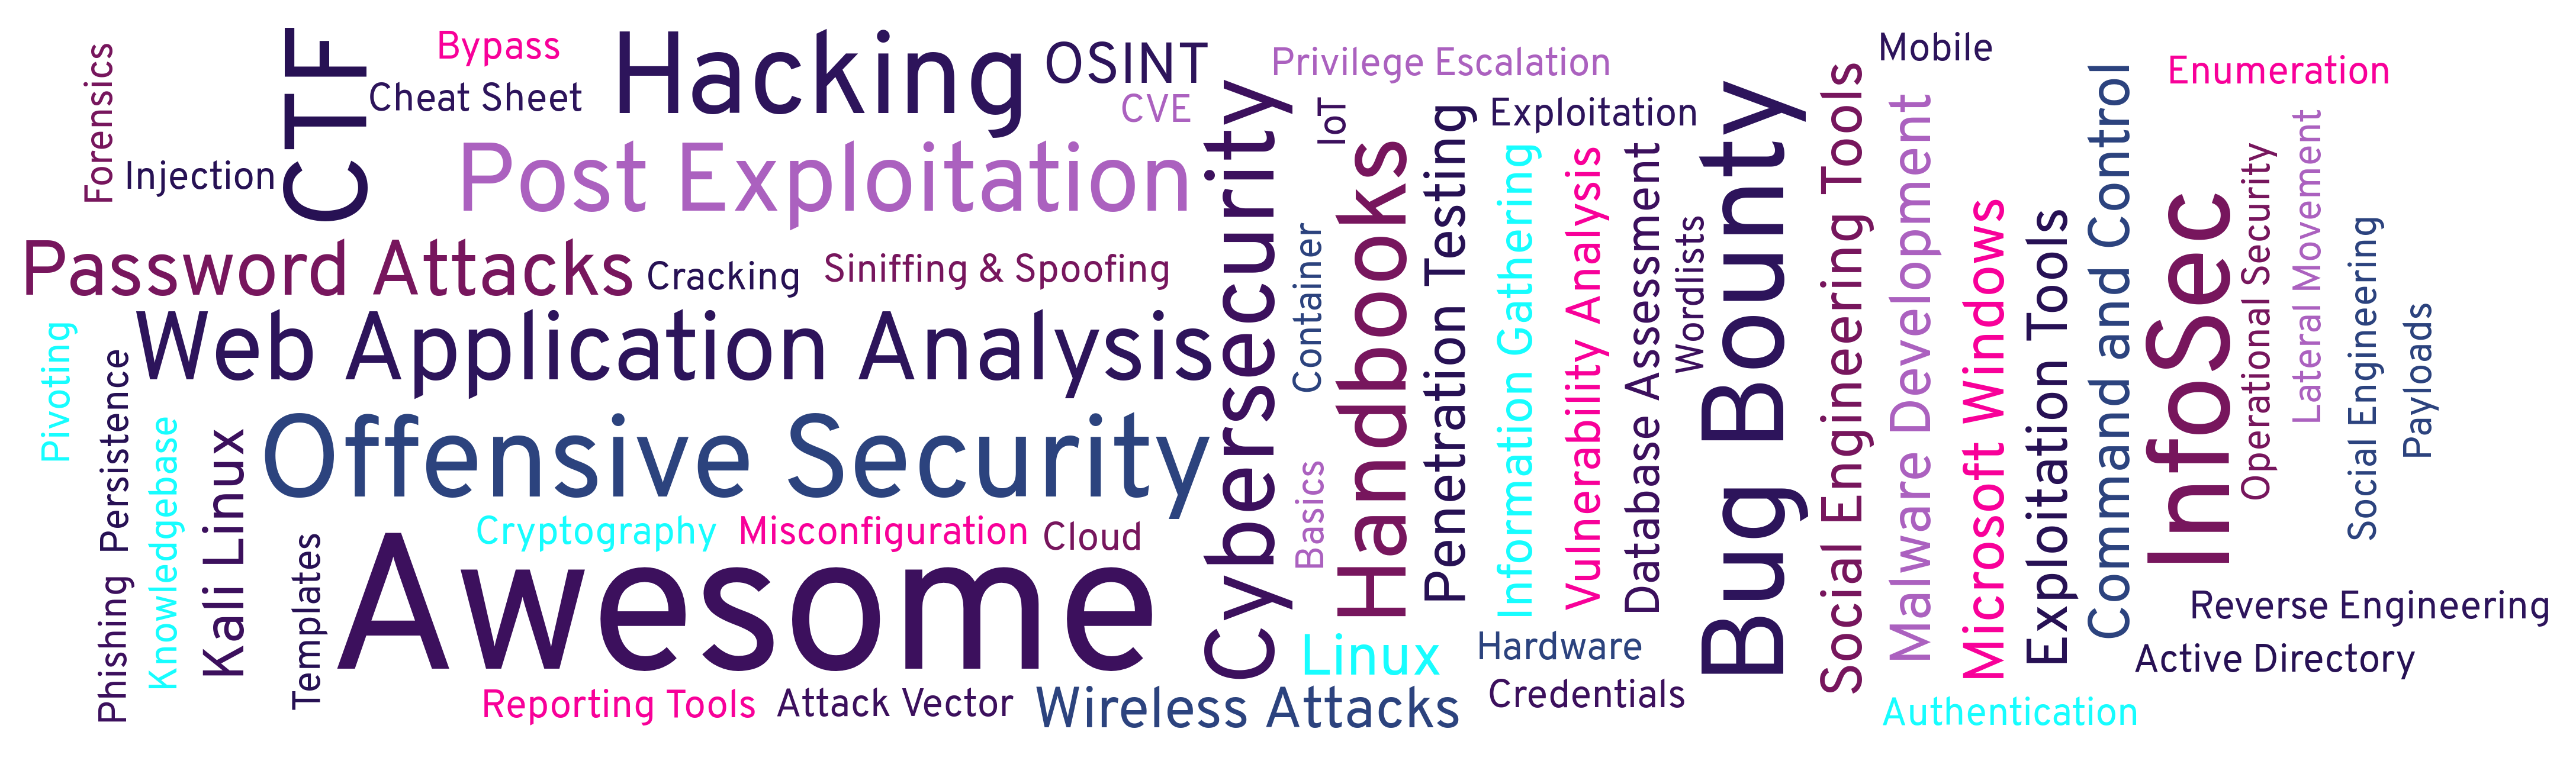 Forensics
Injection
CTF
Bypass
Cheat Sheet
Hacking
OSINT
CVE
Post Exploitation
Password Attacks
Cracking
Siniffing & Spoofing
Web Application Analysis
Pivoting
Phishing
Persistence
Knowledgebase
Kali Linux
Offensive Security
Templates
Cryptography
Misconfiguration
Cloud
Awesome
Reporting Tools
Attack Vector
Wireless Attacks
Cybersecurity
Privilege Escalation
IoT
Container
Basics
Handbooks
Linux
Penetration Testing
Exploitation
Information Gathering
Vulnerability Analysis
Database Assessment
Wordlists
Hardware
Credentials
Bug Bounty
Mobile
Social Engineering Tools
Malware Development
Microsoft Windows
Exploitation Tools
Command and Control
Authentication
Enumeration
InfoSec
Operational Security
Lateral Movement
Social Engineering
Payloads
Reverse Engineering
Active Directory